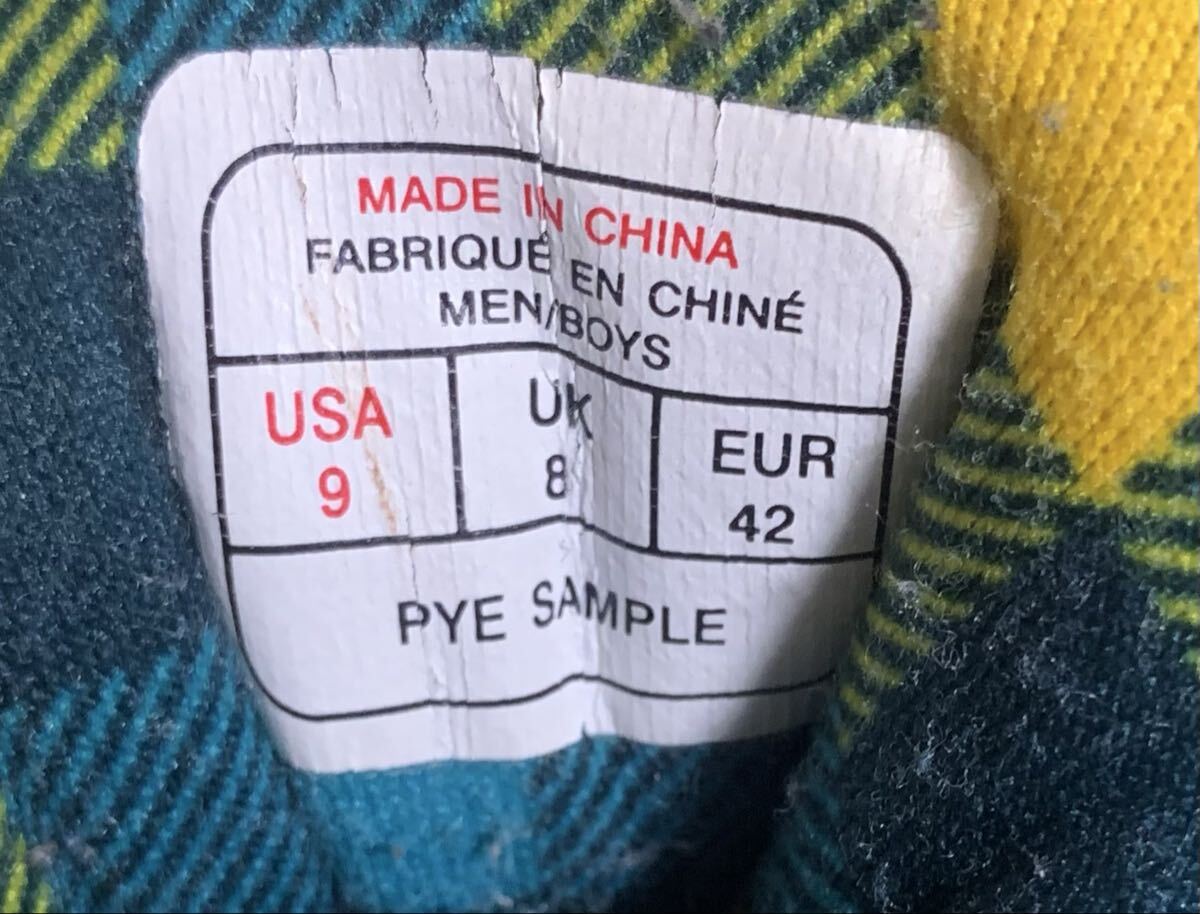 MADE IN CHINA
FABRIQUÉ EN CHINÉ
MEN/BOYS
USA UK EUR
9 8 42
PYE SAMPLE